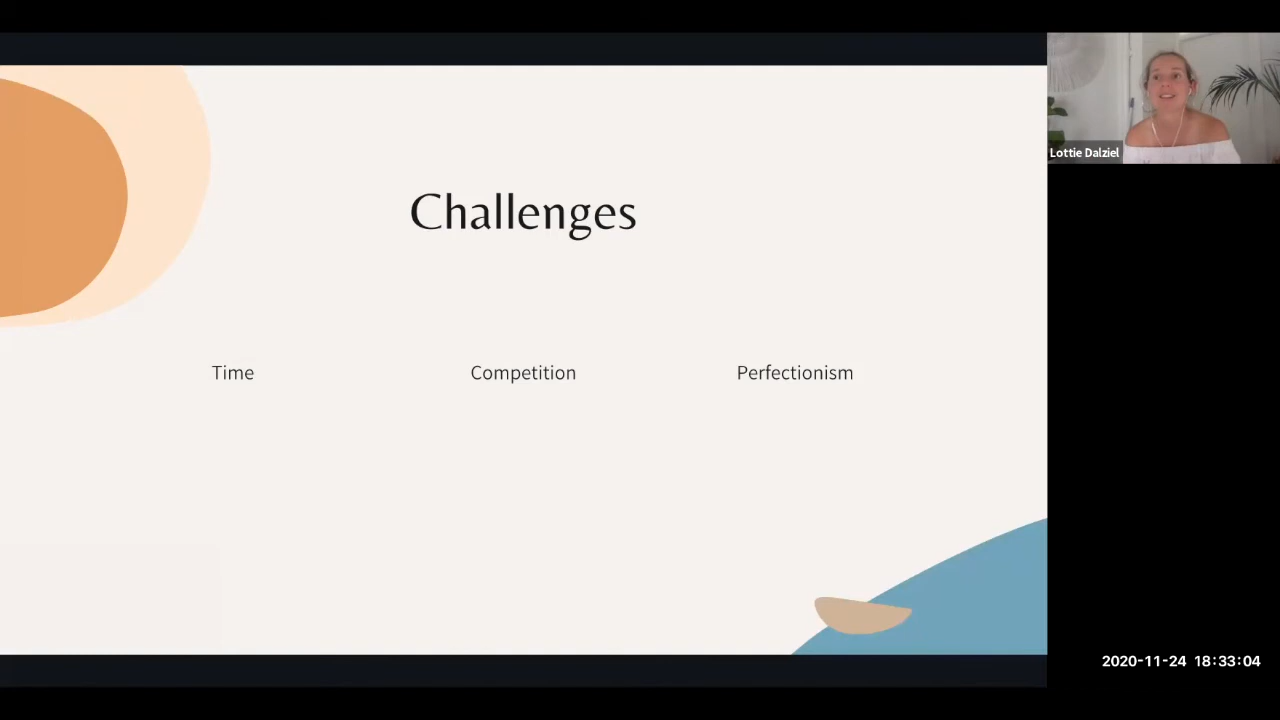 Challenges
Time Competition Perfectionism
Lottie Dalziel
2020-11-24 18:33:04